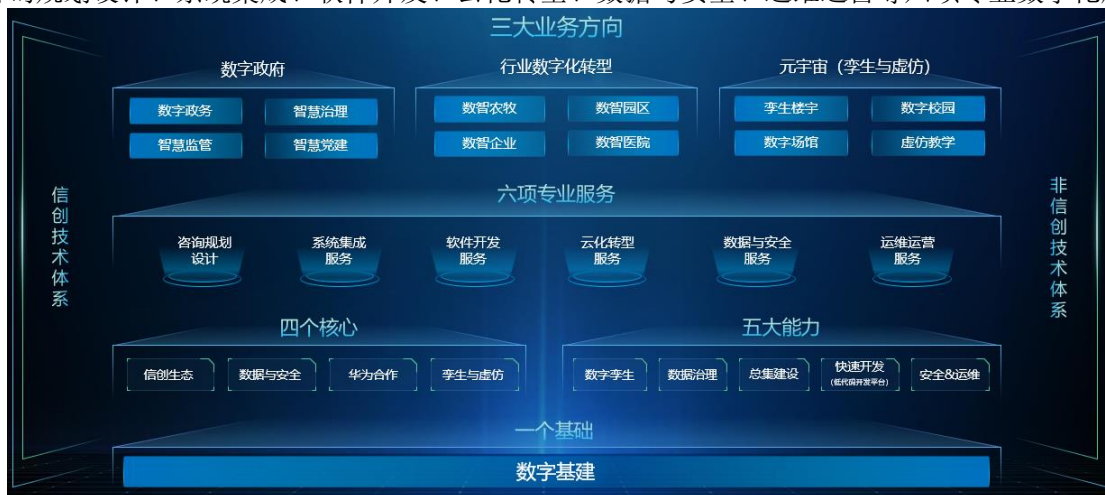 三大业务方向
数字政府
行业数字化转型
元宇宙（孪生与虚仿）
数字政务
智慧治理
数智农牧
数智园区
孪生楼宇
数字校园
智慧监管
智慧党建
数智企业
数智医院
数字场馆
虚仿教学
信创技术体系
非信创技术体系
六项专业服务
咨询规划
设计
系统集成
服务
软件开发
服务
云化转型
服务
数据与安全
服务
运维运营
服务
四个核心
五大能力
信创生态
数据与安全
华为合作
孪生与虚仿
数字孪生
数据治理
总集建设
快速开发
(低代码开发平台)
安全&运维
一个基础
数字基建